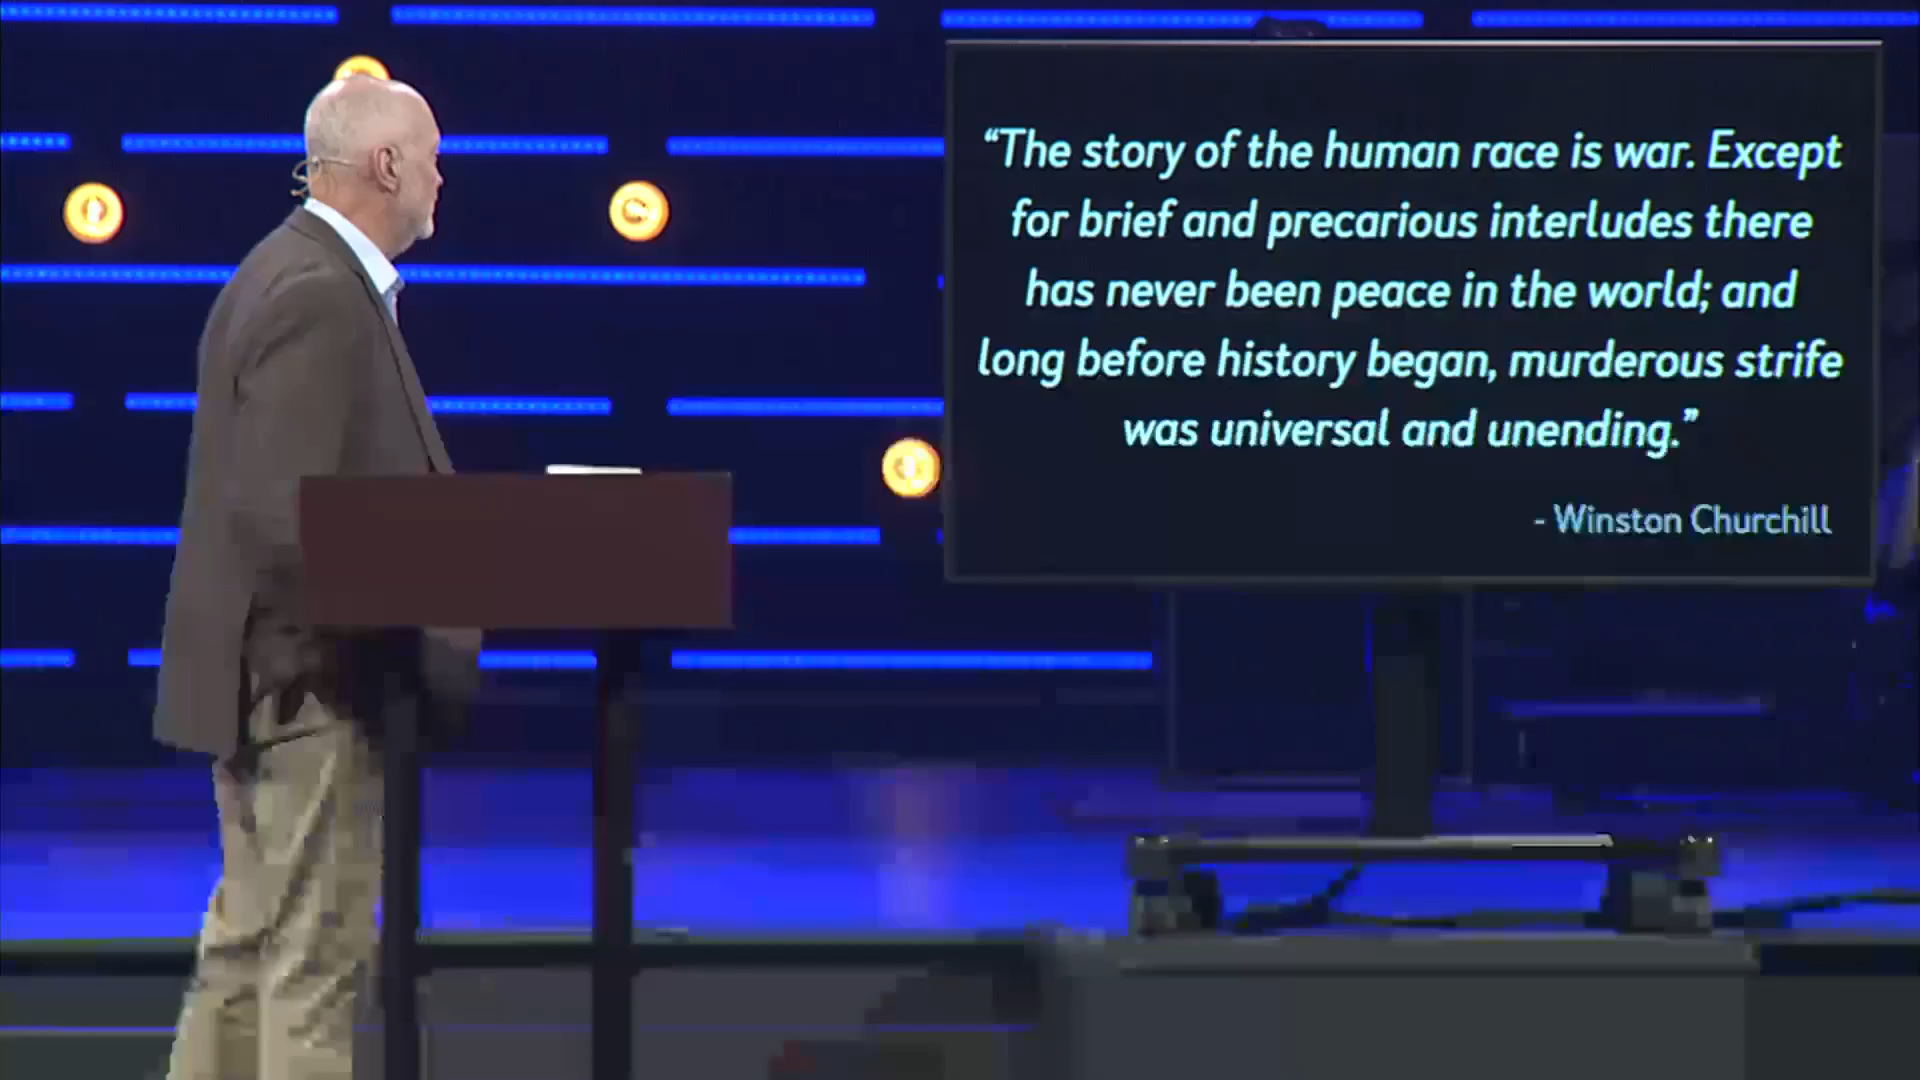 “The story of the human race is war. Except
for brief and precarious interludes there
has never been peace in the world; and
long before history began, murderous strife
was universal and unending.”
- Winston Churchill